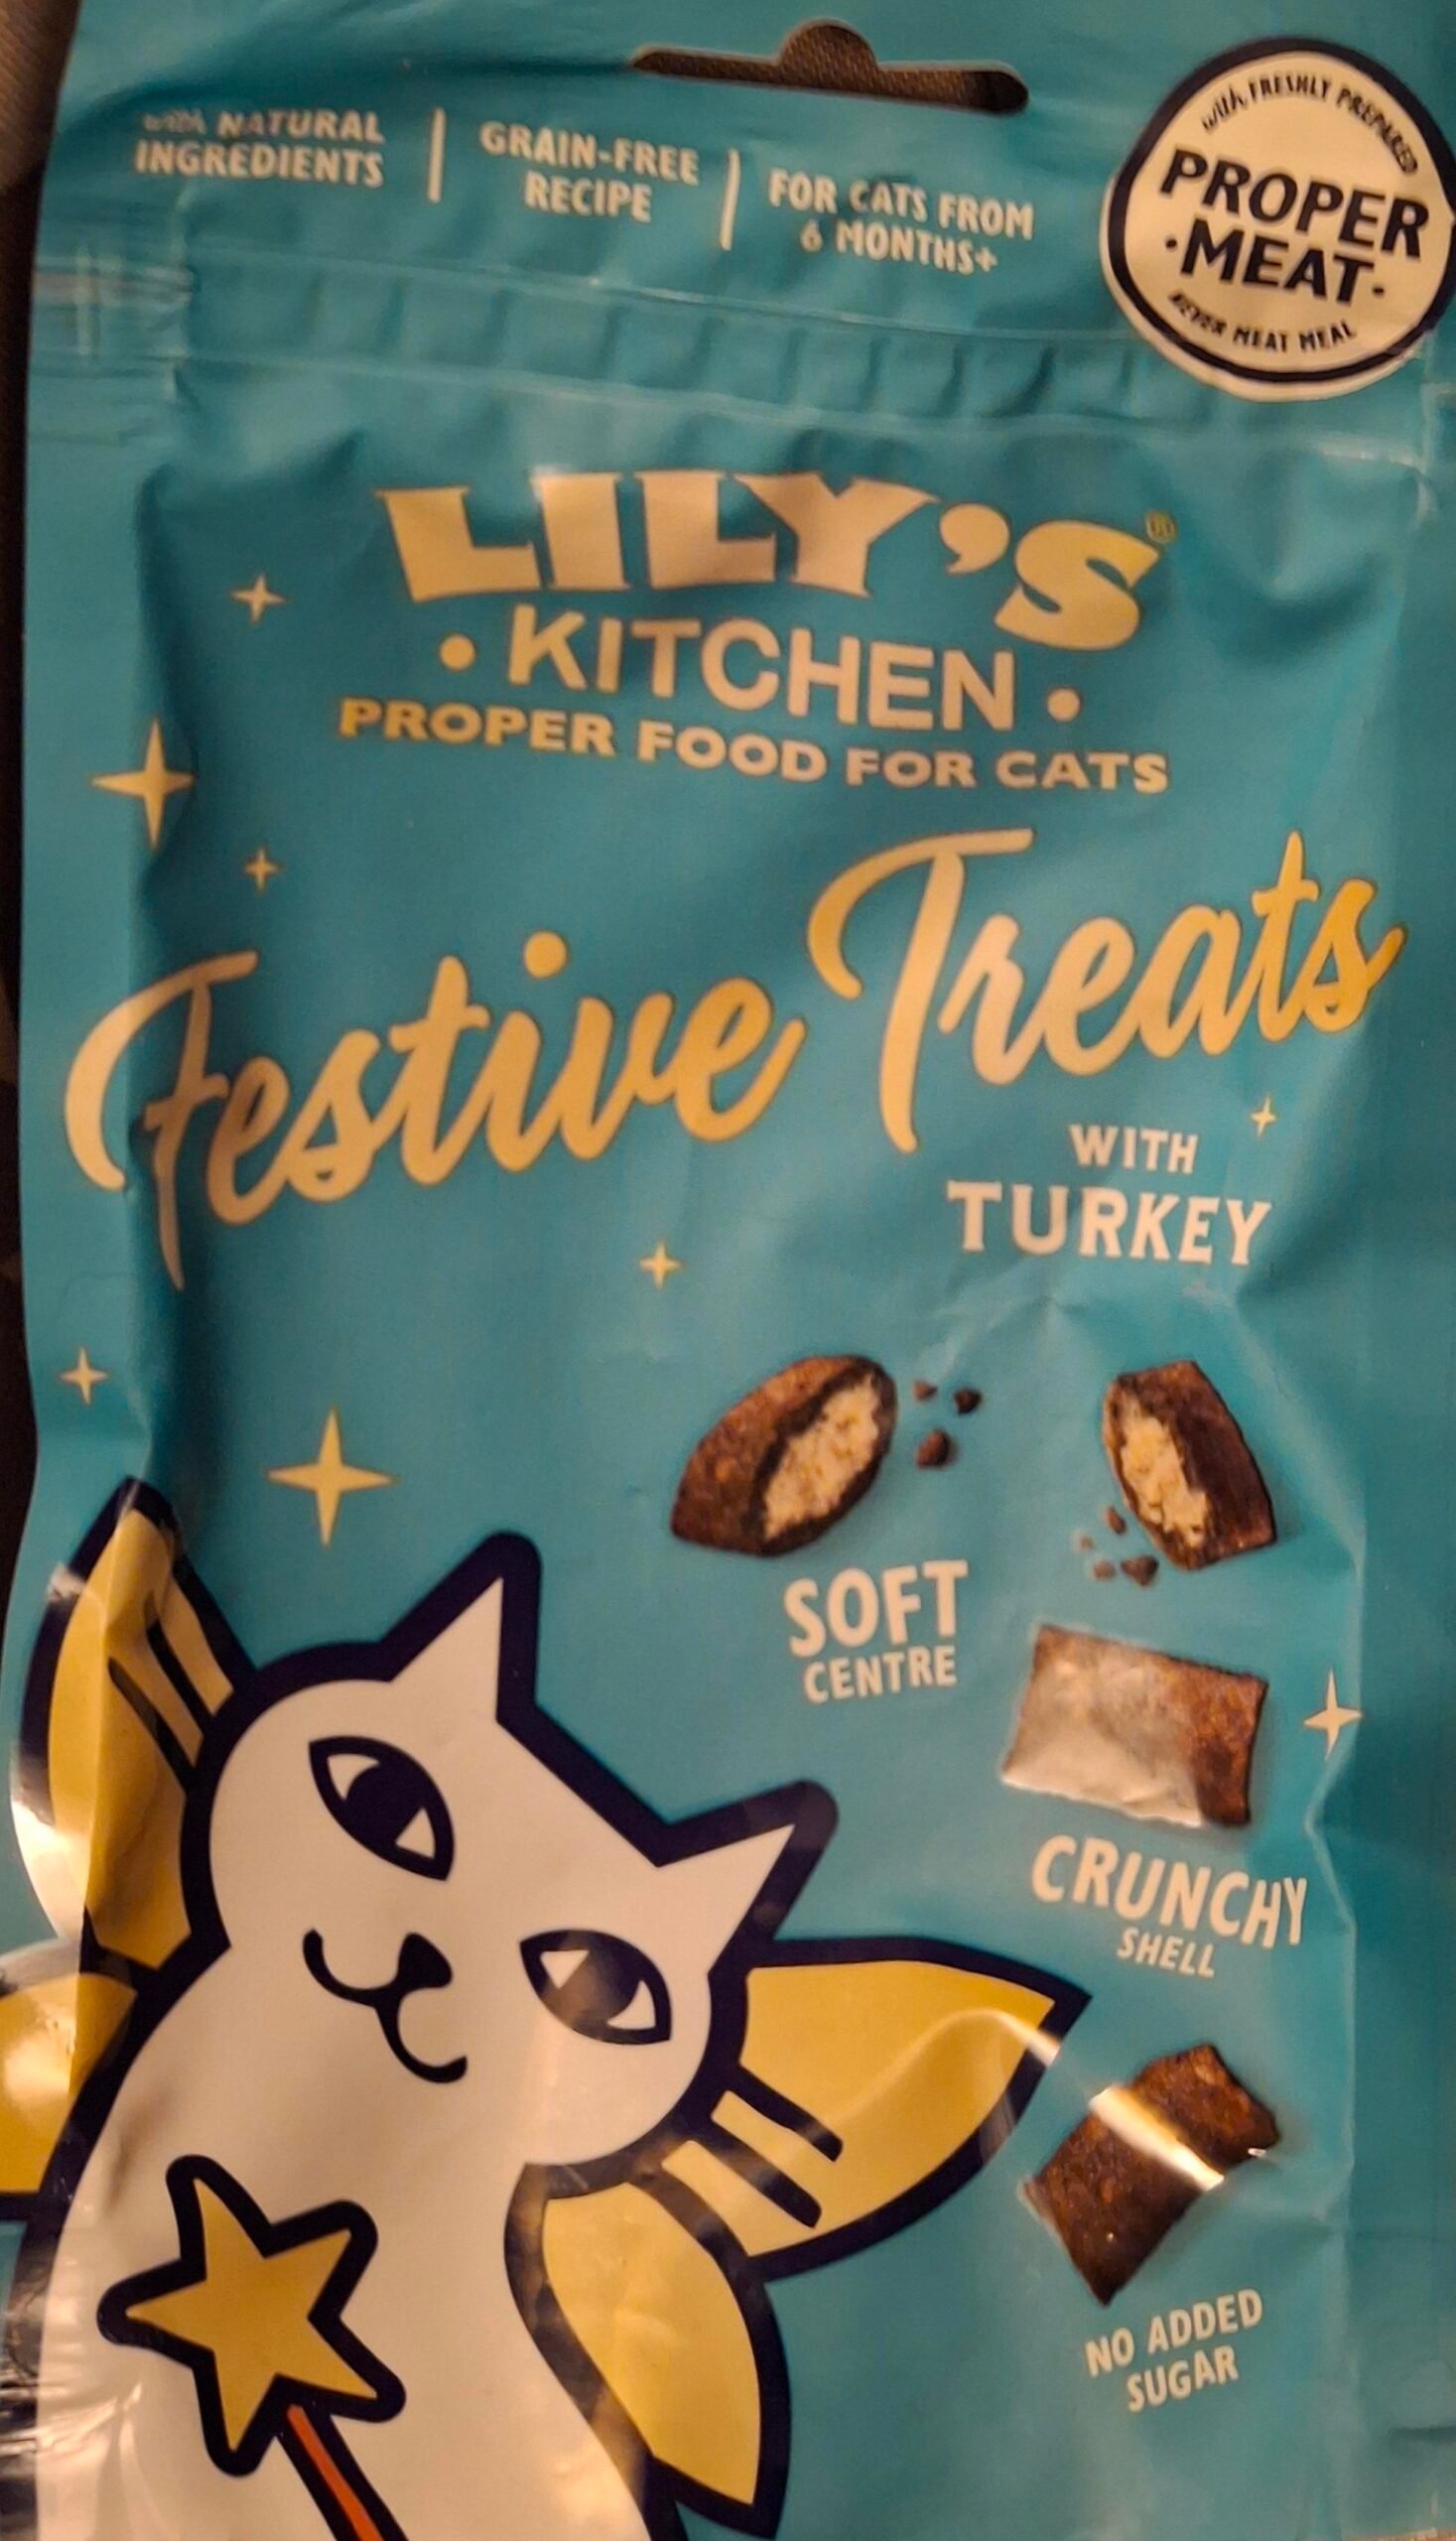 with NATURAL
INGREDIENTS
GRAIN-FREE
RECIPE
FOR CATS FROM
6 MONTHS+
with FRESHLY PREPARED
PROPER
·MEAT·
NEVER MEAT MEAL
LILY'S®
• KITCHEN •
PROPER FOOD FOR CATS
Festive Treats
WITH
TURKEY
SOFT
CENTRE
CRUNCHY
SHELL
NO ADDED
SUGAR